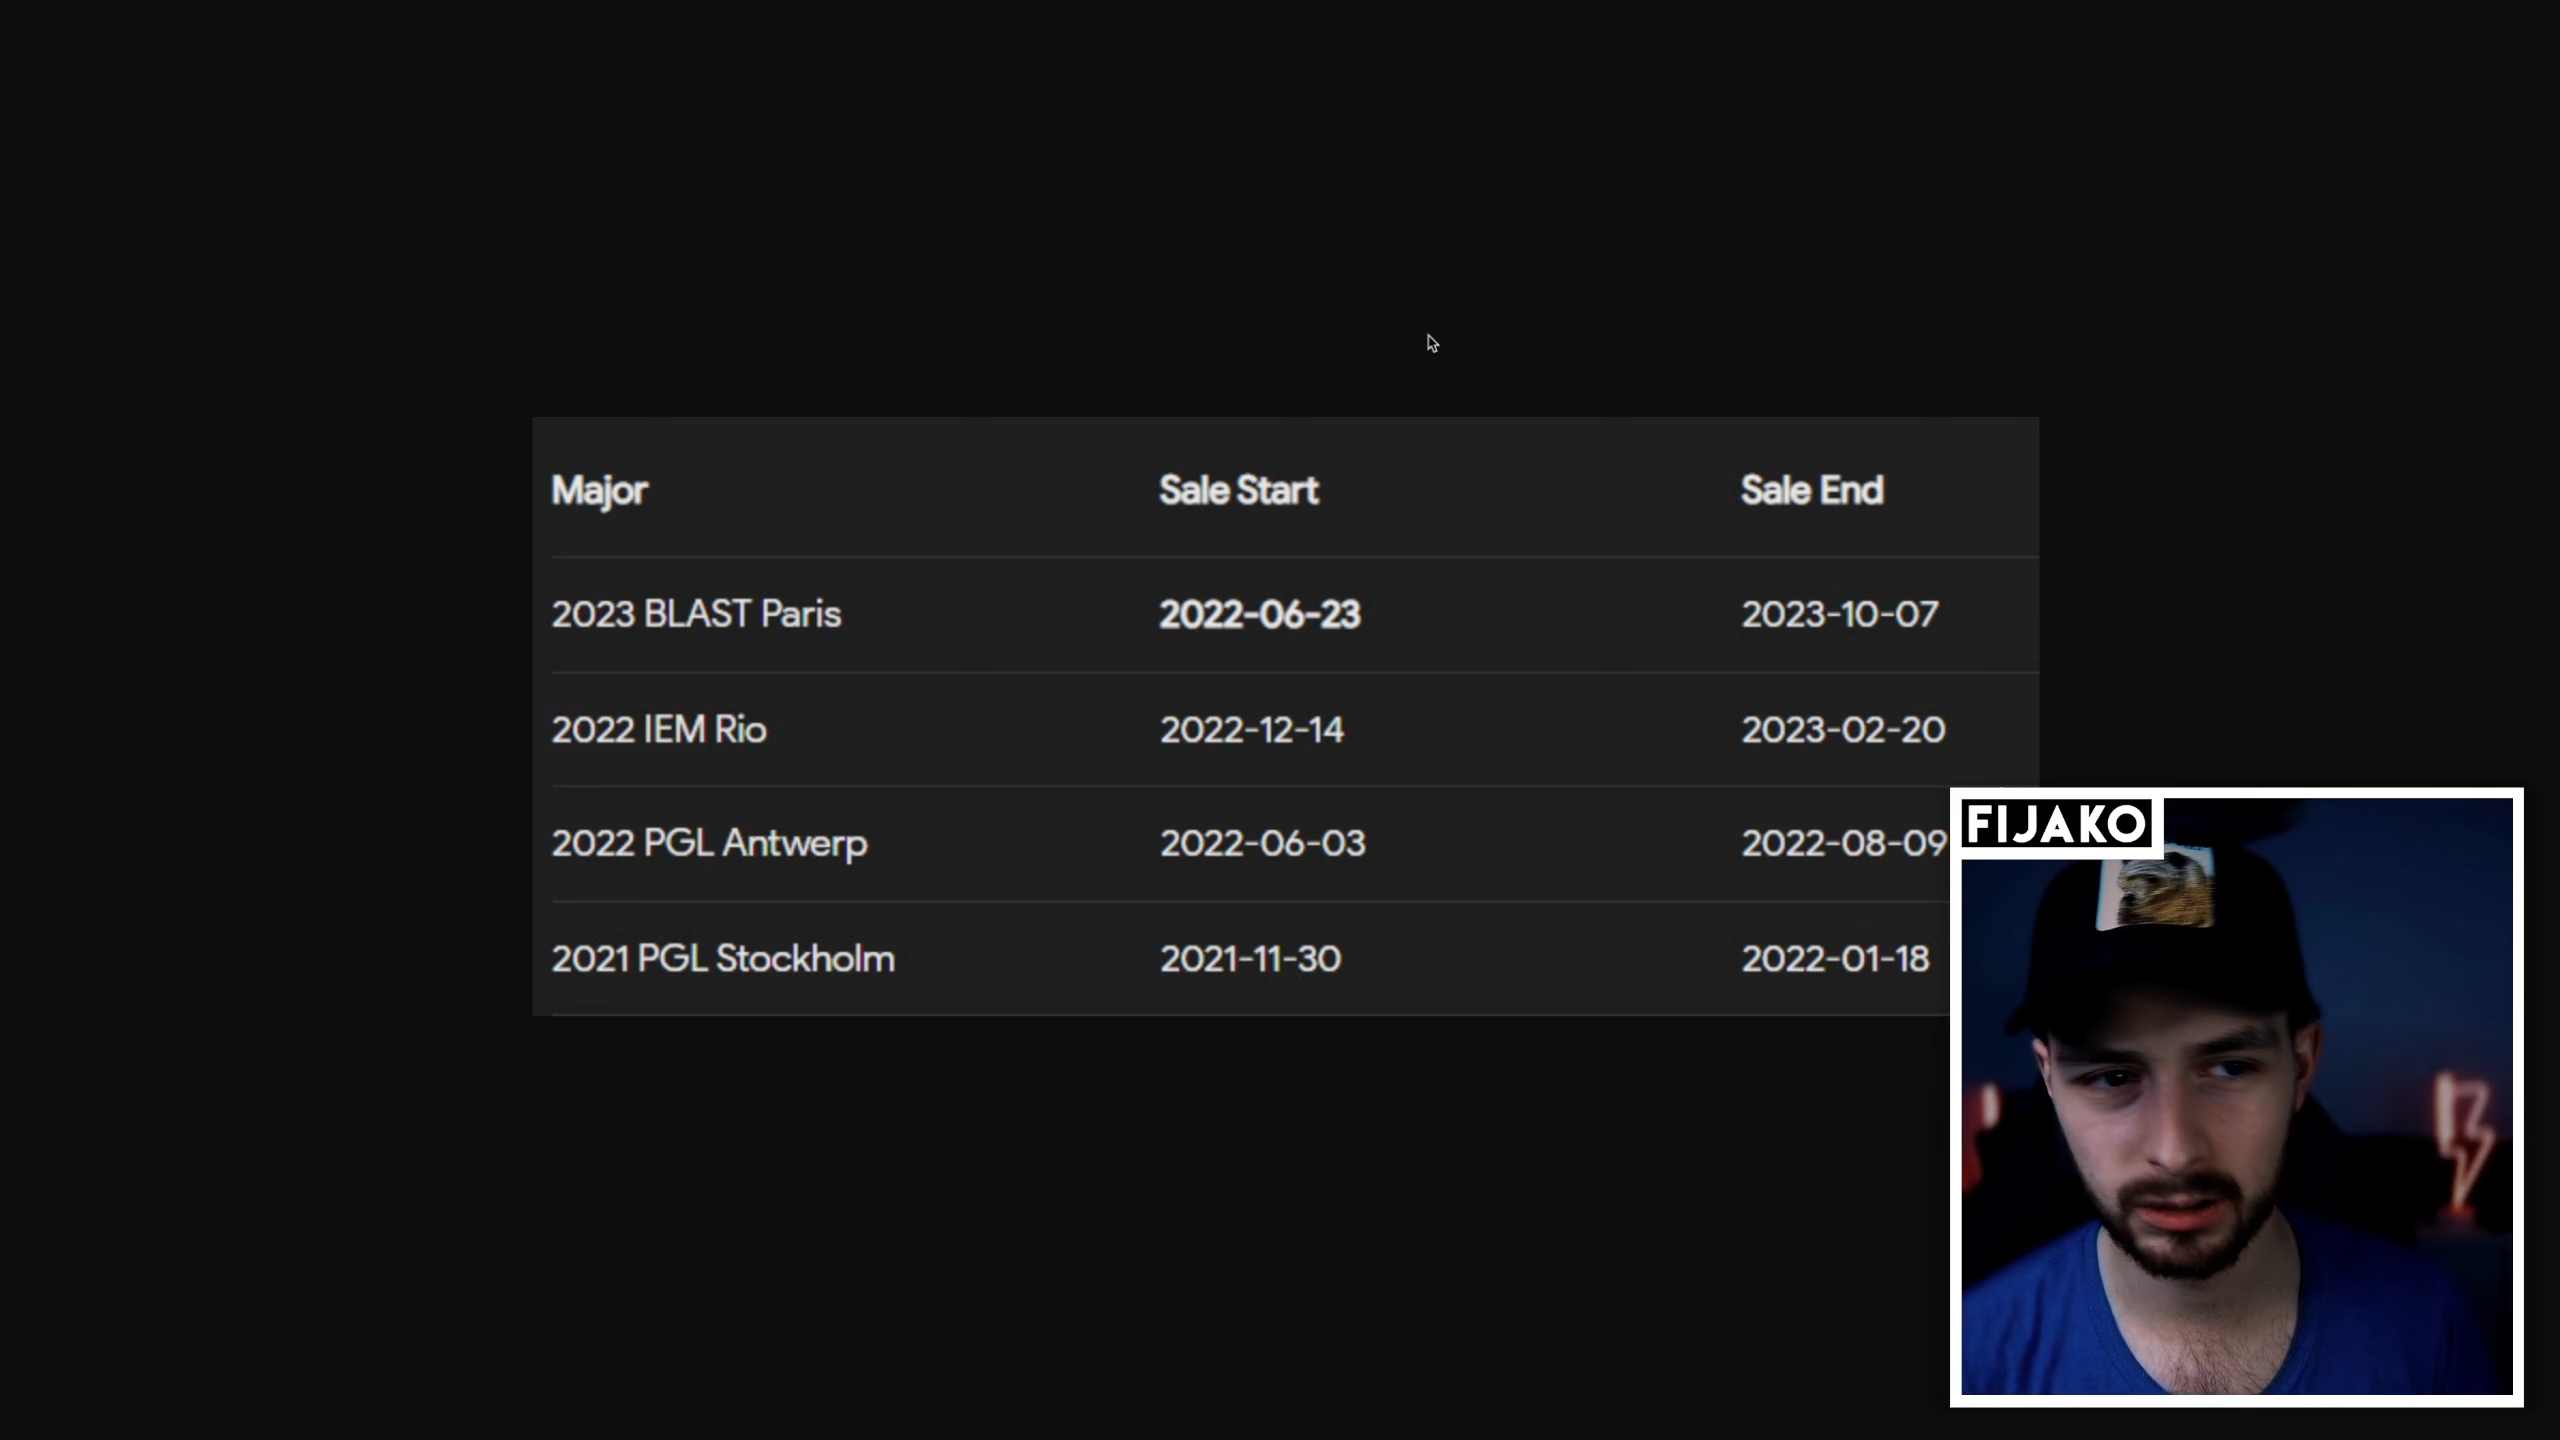 Major Sale Start Sale End
2023 BLAST Paris 2022-06-23 2023-10-07
2022 IEM Rio 2022-12-14 2023-02-20
2022 PGL Antwerp 2022-06-03 2022-08-09
2021 PGL Stockholm 2021-11-30 2022-01-18
FIJAKO